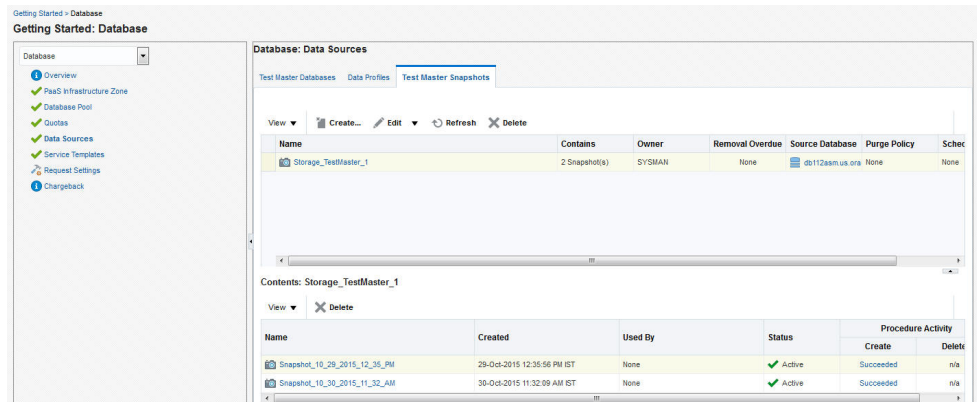 Getting Started > Database
Getting Started: Database
Database
Overview
PaaS Infrastructure Zone
Database Pool
Quotas
Data Sources
Service Templates
Request Settings
Chargeback
Database: Data Sources
Test Master Databases Data Profiles Test Master Snapshots
View Create... Edit Refresh Delete
Name Contains Owner Removal Overdue Source Database Purge Policy Sched
Storage_TestMaster_1 2 Snapshot(s) SYSMAN None db112asm.us.ora None None
Contents: Storage_TestMaster_1
View Delete
Name Created Used By Status Procedure Activity
Create Delete
Snapshot_10_29_2015_12_35_PM 29-Oct-2015 12:35:56 PM IST None Active Succeeded n/a
Snapshot_10_30_2015_11_32_AM 30-Oct-2015 11:32:09 AM IST None Active Succeeded n/a